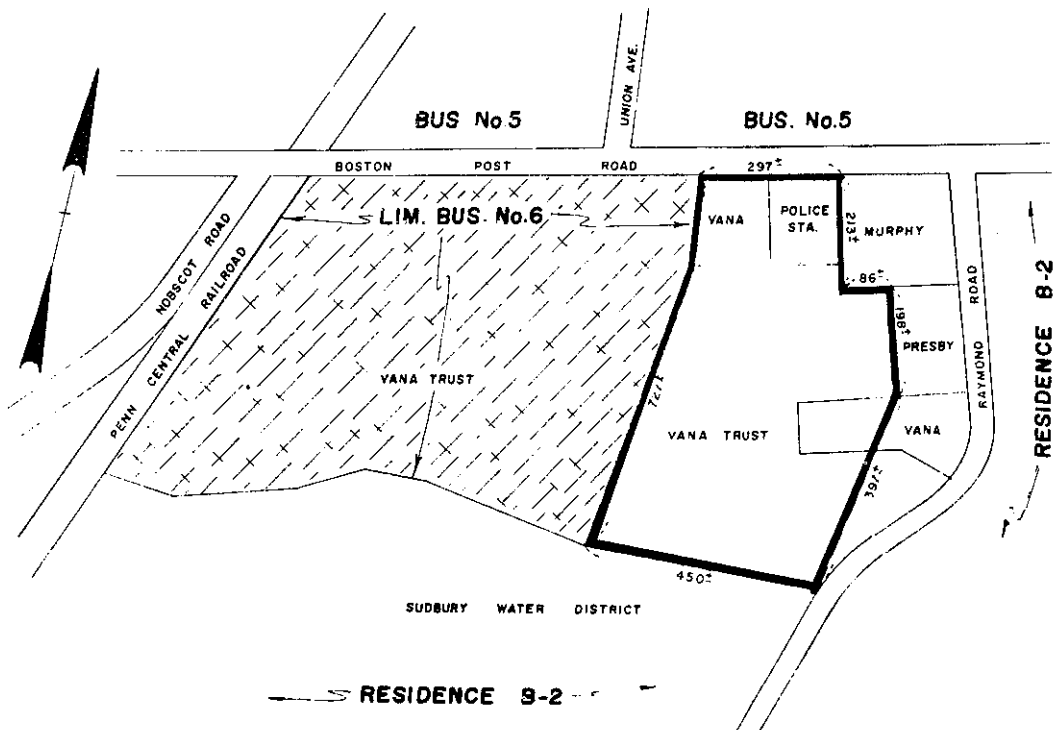 UNION AVE.
BUS No.5
BUS. No.5
BOSTON POST ROAD
297±
LIM. BUS. No.6
VANA
POLICE
STA.
213±
MURPHY
NOBSCOT ROAD
PENN CENTRAL RAILROAD
86±
198±
PRESBY
RAYMOND ROAD
RESIDENCE B-2
VANA TRUST
727±
VANA TRUST
VANA
397±
450±
SUDBURY WATER DISTRICT
RESIDENCE B-2